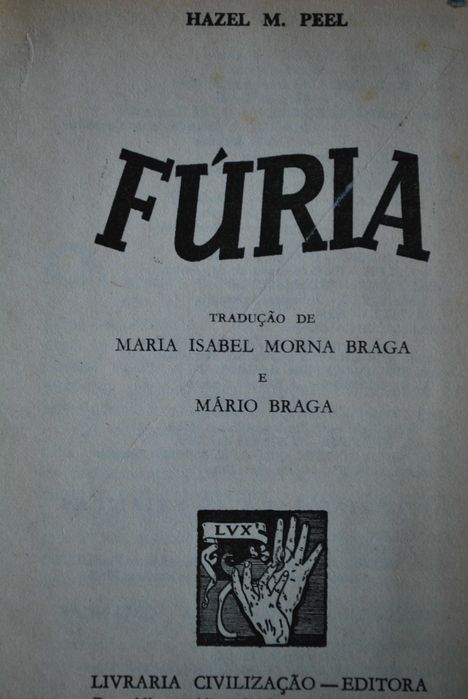 HAZEL M. PEEL
FÚRIA
TRADUÇÃO DE
MARIA ISABEL MORNA BRAGA
E
MÁRIO BRAGA
LVX
LIVRARIA CIVILIZAÇÃO — EDITORA